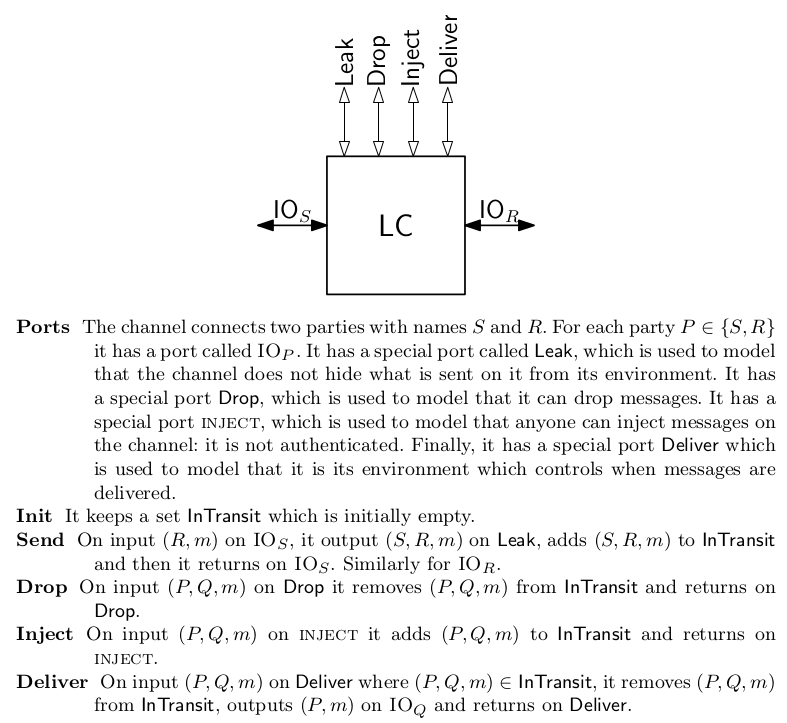 Leak Drop Inject Deliver
IO_S LC IO_R
Ports The channel connects two parties with names S and R. For each party P ∈ {S, R}
it has a port called IO_P. It has a special port called Leak, which is used to model
that the channel does not hide what is sent on it from its environment. It has
a special port Drop, which is used to model that it can drop messages. It has a
special port INJECT, which is used to model that anyone can inject messages on
the channel: it is not authenticated. Finally, it has a special port Deliver which
is used to model that it is its environment which controls when messages are
delivered.
Init It keeps a set InTransit which is initially empty.
Send On input (R, m) on IO_S, it output (S, R, m) on Leak, adds (S, R, m) to InTransit
and then it returns on IO_S. Similarly for IO_R.
Drop On input (P, Q, m) on Drop it removes (P, Q, m) from InTransit and returns on
Drop.
Inject On input (P, Q, m) on INJECT it adds (P, Q, m) to InTransit and returns on
INJECT.
Deliver On input (P, Q, m) on Deliver where (P, Q, m) ∈ InTransit, it removes (P, Q, m)
from InTransit, outputs (P, m) on IO_Q and returns on Deliver.